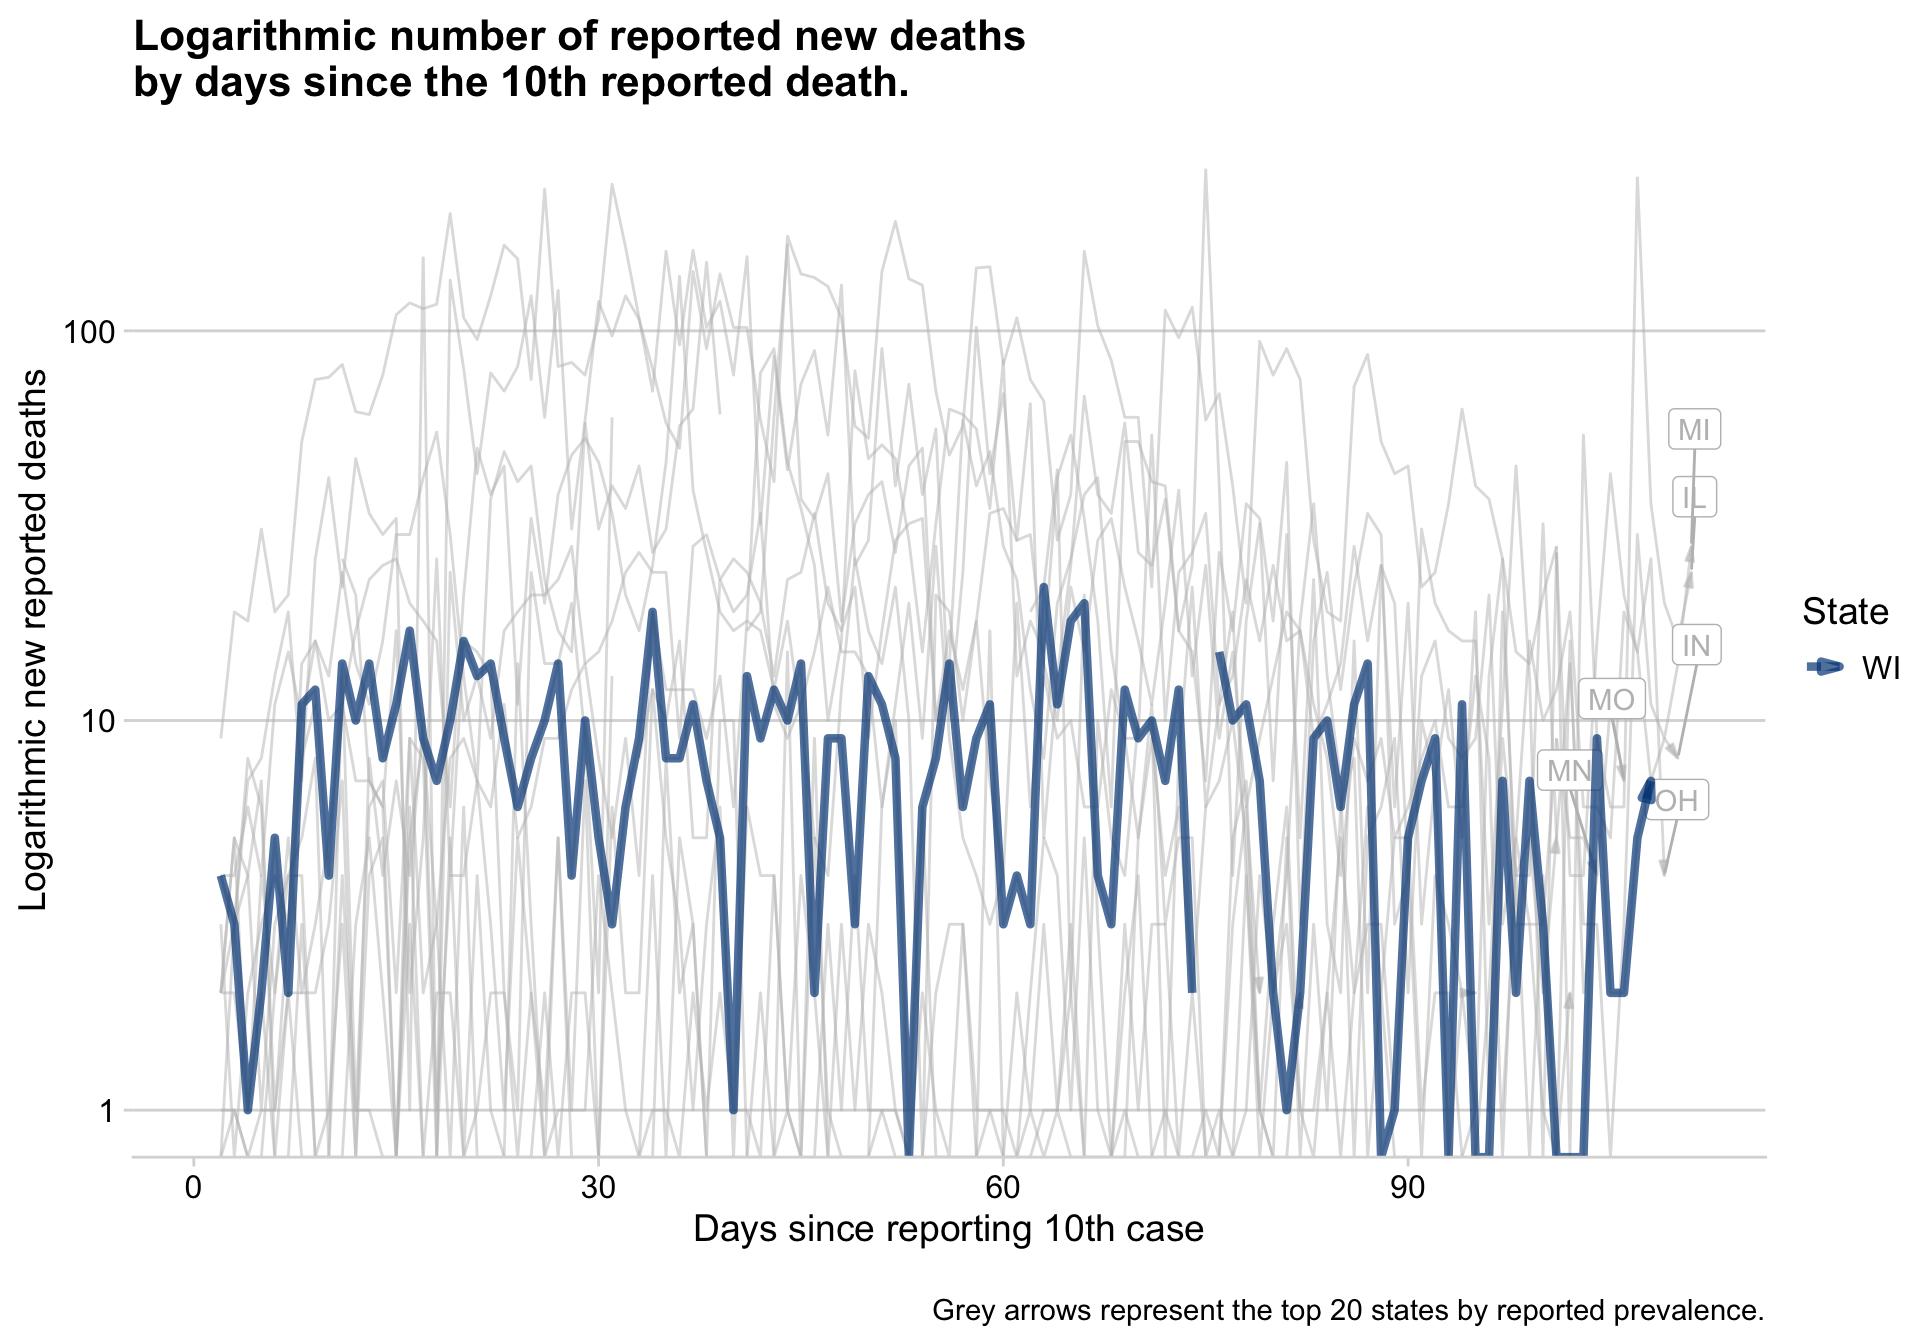 Logarithmic number of reported new deaths
by days since the 10th reported death.
Logarithmic new reported deaths
100
10
1
MI
IL
IN
MO
MN
OH
State
WI
0
30
60
90
Days since reporting 10th case
Grey arrows represent the top 20 states by reported prevalence.